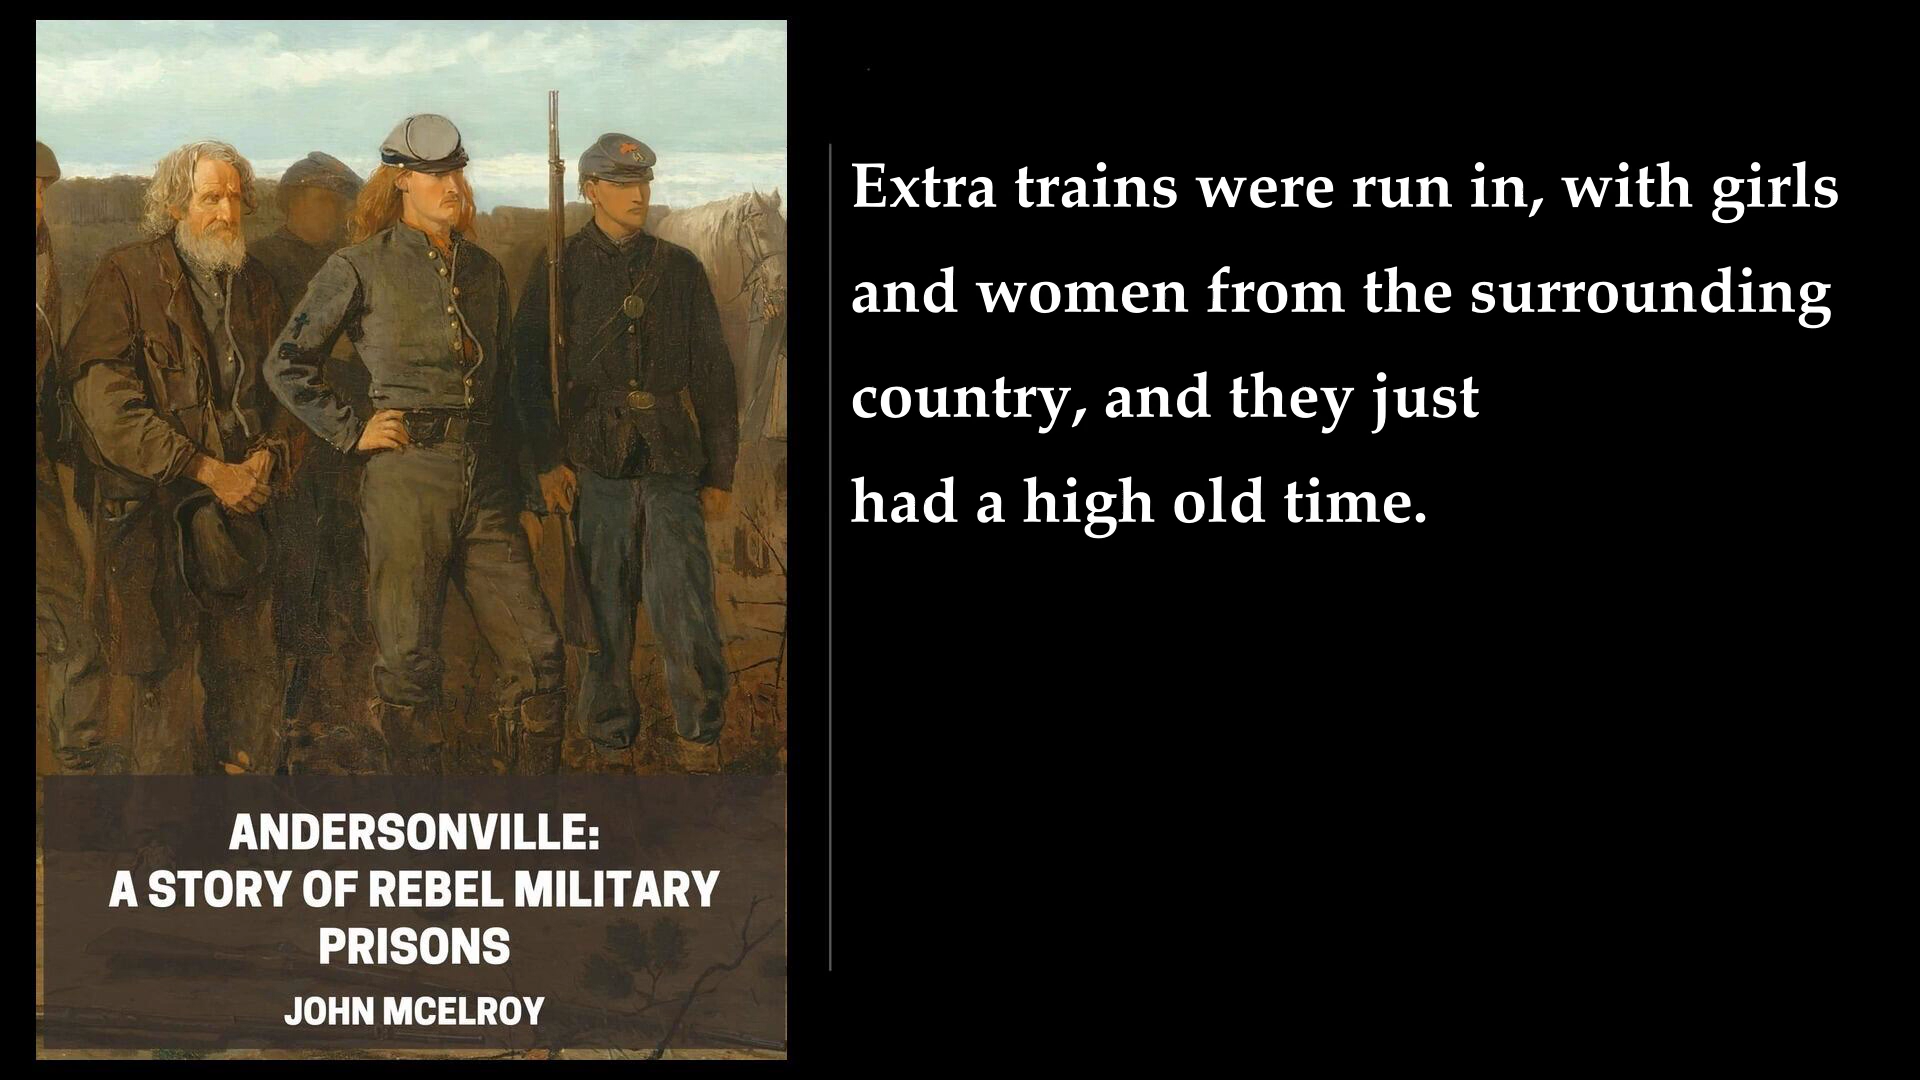 Extra trains were run in, with girls
and women from the surrounding
country, and they just
had a high old time.
ANDERSONVILLE:
A STORY OF REBEL MILITARY
PRISONS
JOHN MCELROY